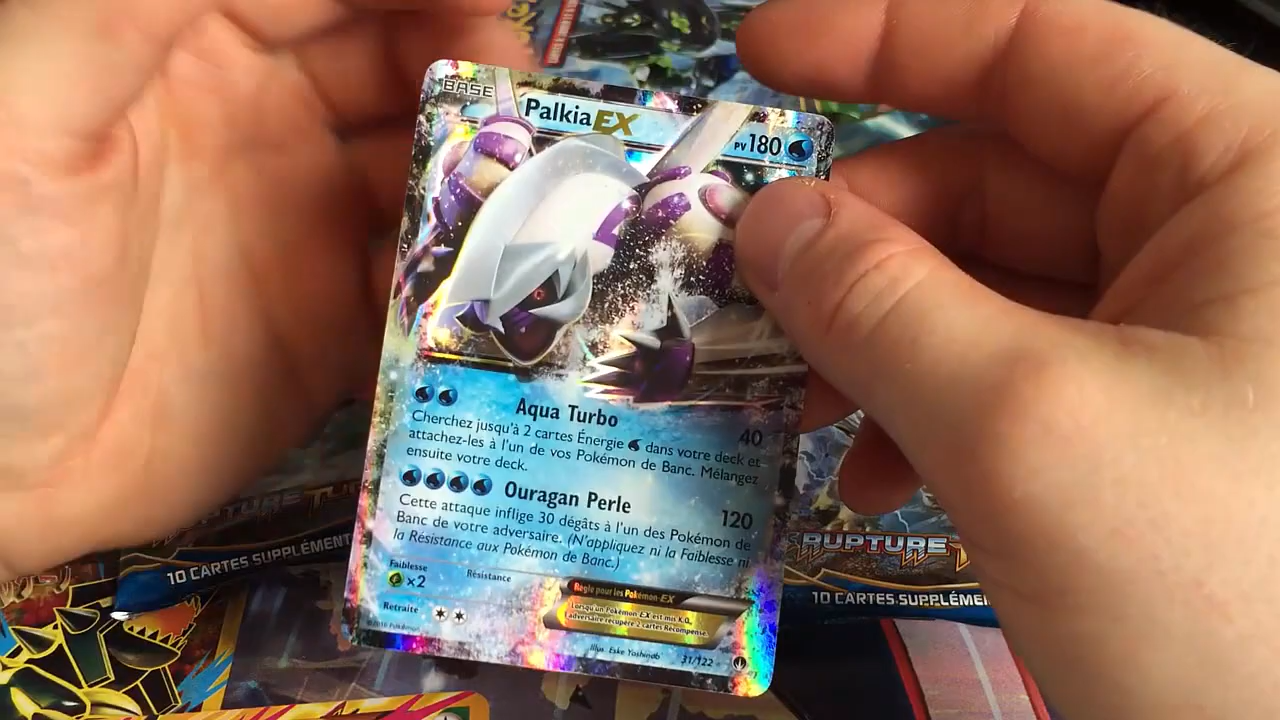 BASE
Palkia EX
PV 180
Aqua Turbo
40
Cherchez jusqu'à 2 cartes Énergie dans votre deck et
attachez-les à l'un de vos Pokémon de Banc. Mélangez
ensuite votre deck.
Ouragan Perle
120
Cette attaque inflige 30 dégâts à l'un des Pokémon de
Banc de votre adversaire. (N'appliquez ni la Faiblesse ni
la Résistance aux Pokémon de Banc.)
Faiblesse
×2
Résistance
Retraite
Règle pour les Pokémon-EX
Lorsqu'un Pokémon EX est mis K.O.,
adversaire récupère 2 cartes Récompense.
©2016 Pokémon
Illus. Eske Yoshinob
31/122
RUPTURE TUR
10 CARTES SUPPLÉMENT
RUPTURE T
10 CARTES SUPPLÉMEN